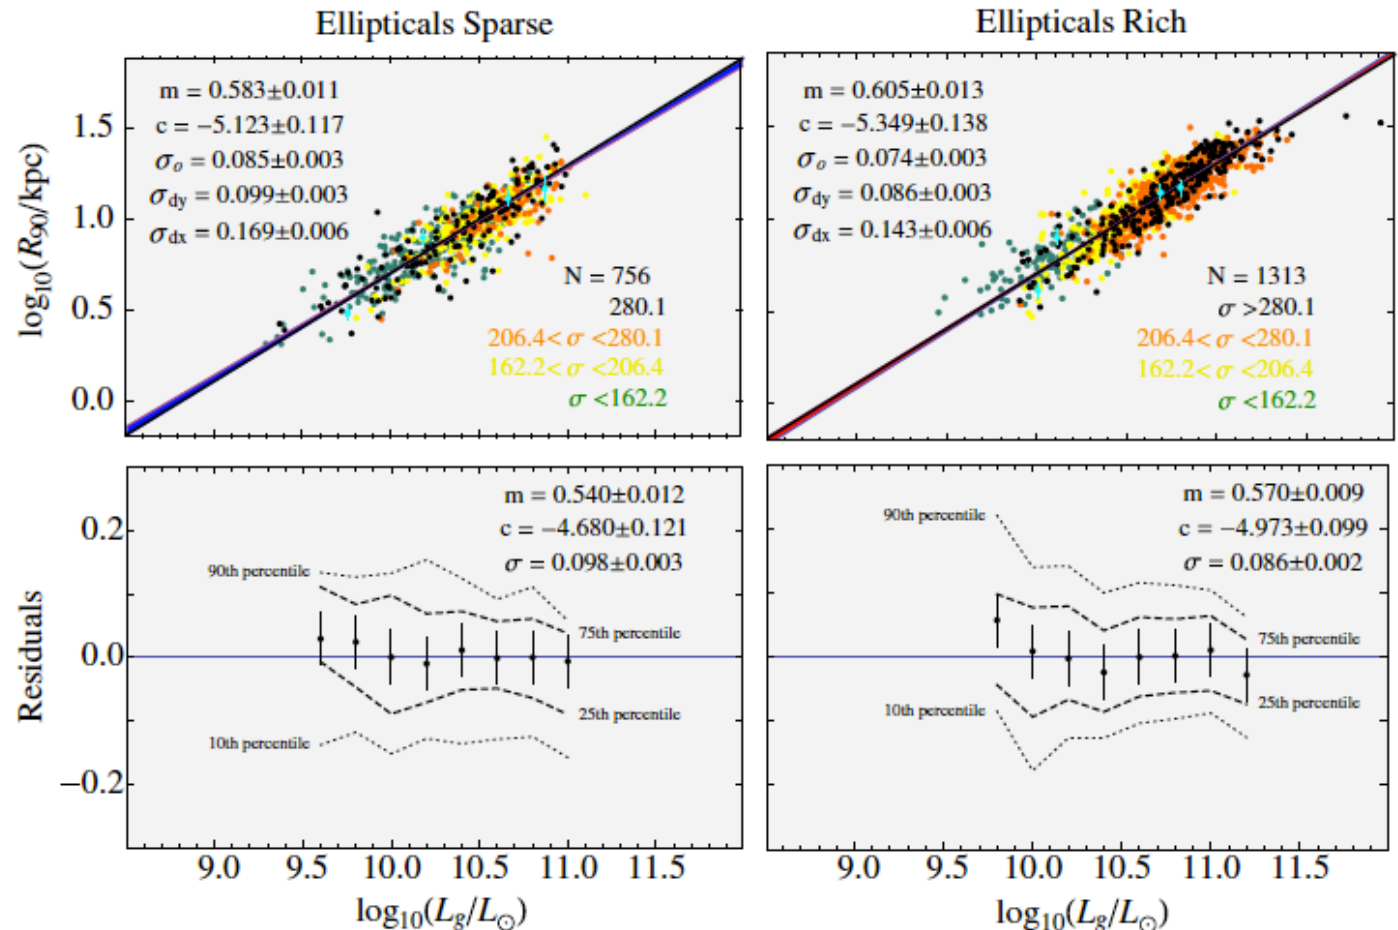 Ellipticals Sparse
Ellipticals Rich
m = 0.583±0.011
c = −5.123±0.117
σₒ = 0.085±0.003
σdy = 0.099±0.003
σdx = 0.169±0.006
N = 756
280.1
206.4< σ <280.1
162.2< σ <206.4
σ <162.2
1.5
1.0
0.5
0.0
log10(R90/kpc)
m = 0.605±0.013
c = −5.349±0.138
σₒ = 0.074±0.003
σdy = 0.086±0.003
σdx = 0.143±0.006
N = 1313
σ >280.1
206.4< σ <280.1
162.2< σ <206.4
σ <162.2
m = 0.540±0.012
c = −4.680±0.121
σ = 0.098±0.003
90th percentile
75th percentile
25th percentile
10th percentile
0.2
0.0
−0.2
Residuals
9.0 9.5 10.0 10.5 11.0 11.5
log10(Lg/L⊙)
m = 0.570±0.009
c = −4.973±0.099
σ = 0.086±0.002
90th percentile
75th percentile
25th percentile
10th percentile
9.0 9.5 10.0 10.5 11.0 11.5
log10(Lg/L⊙)